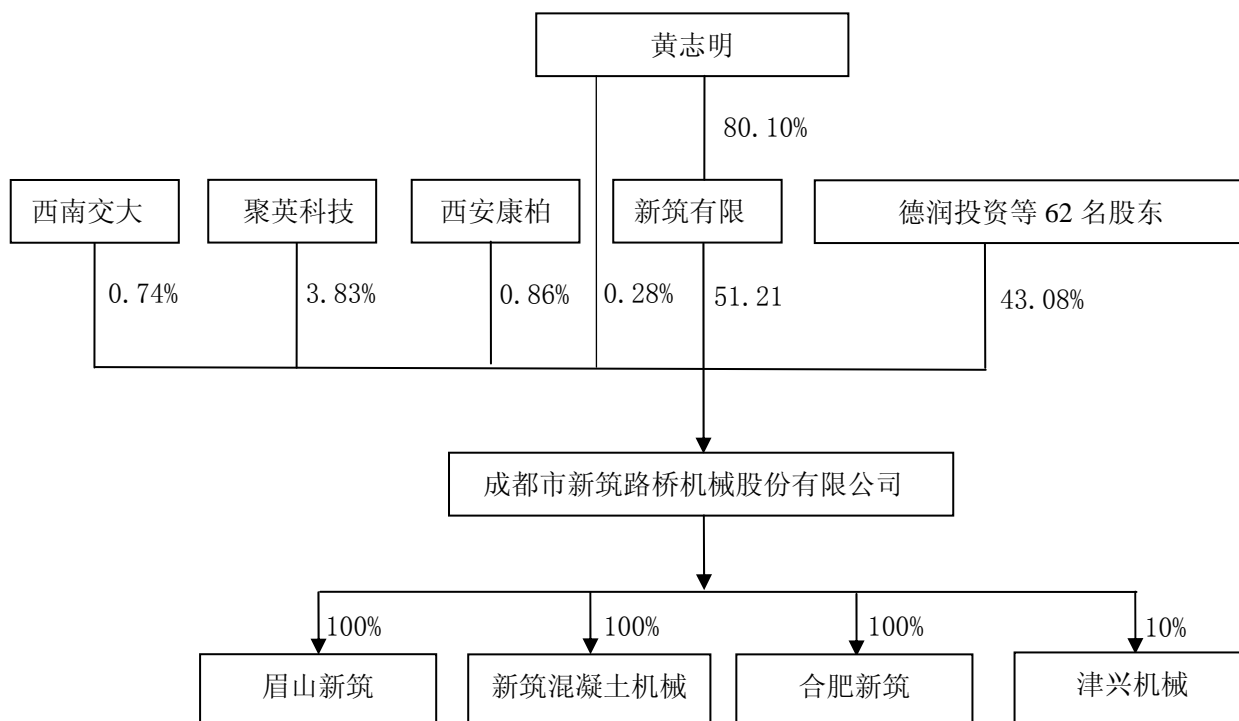 黄志明
80.10%
西南交大
聚英科技
西安康柏
新筑有限
德润投资等 62 名股东
0.74%
3.83%
0.86%
0.28%
51.21
43.08%
成都市新筑路桥机械股份有限公司
100%
100%
100%
10%
眉山新筑
新筑混凝土机械
合肥新筑
津兴机械